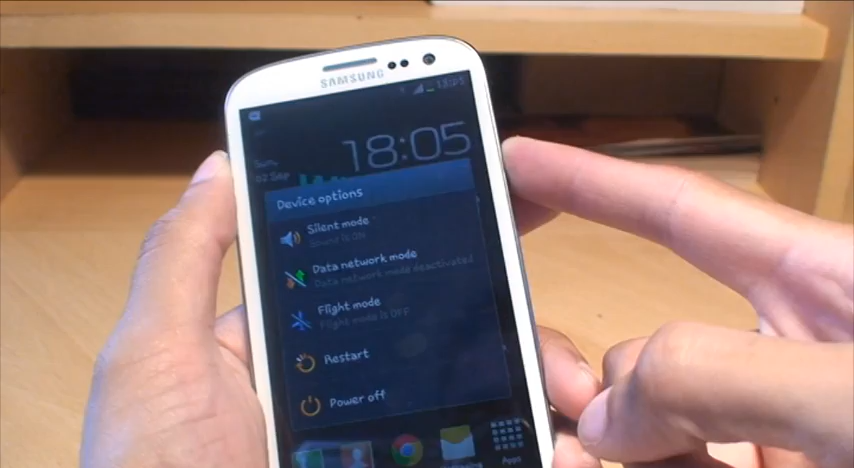 SAMSUNG
18:05
Sun,
02 Sep
Device options
Silent mode
Sound is ON
Data network mode
Data network mode deactivated
Flight mode
Flight mode is OFF
Restart
Power off
Apps